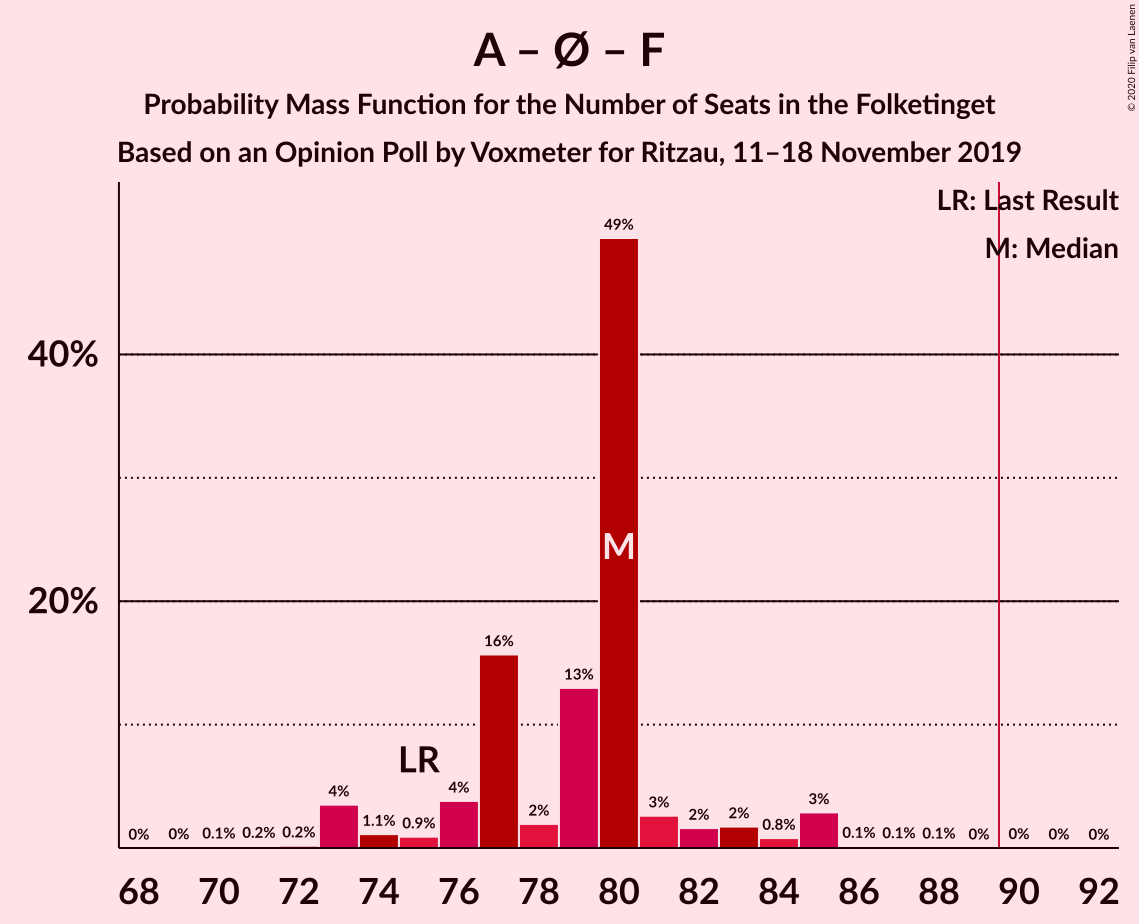 A – Ø – F
Probability Mass Function for the Number of Seats in the Folketinget
Based on an Opinion Poll by Voxmeter for Ritzau, 11–18 November 2019
© 2020 Filip van Laenen
LR: Last Result
M: Median
40%
20%
0% 0% 0.1% 0.2% 0.2% 4% 1.1% 0.9% 4% 16% 2% 13% 49% 3% 2% 2% 0.8% 3% 0.1% 0.1% 0.1% 0% 0% 0% 0%
LR
M
68 70 72 74 76 78 80 82 84 86 88 90 92